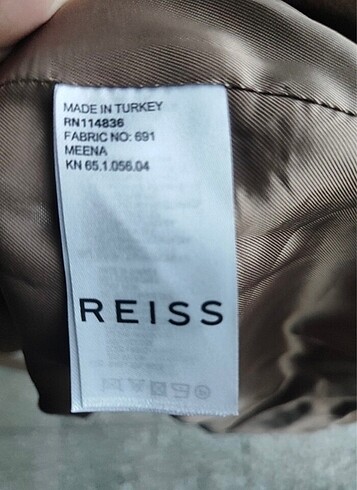 MADE IN TURKEY
RN114836
FABRIC NO: 691
MEENA
KN 65.1.056.04
REISS